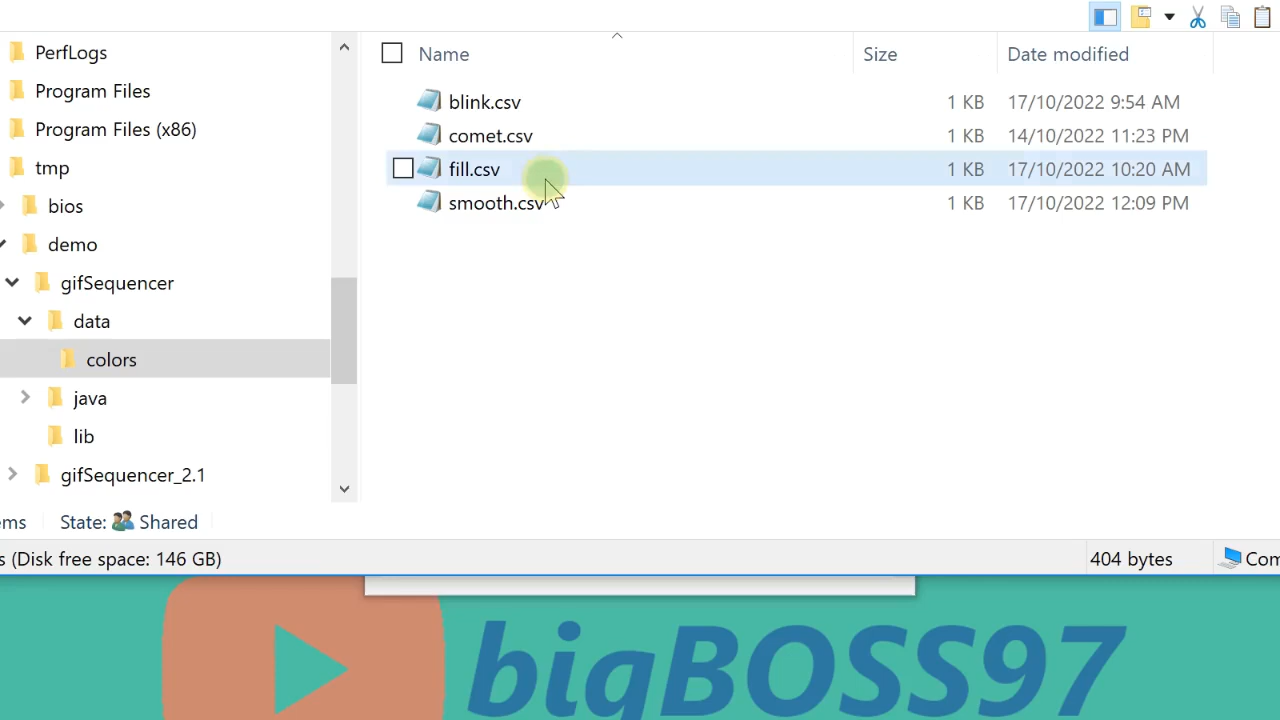 PerfLogs
Program Files
Program Files (x86)
tmp
bios
demo
gifSequencer
data
colors
java
lib
gifSequencer_2.1
Name Size Date modified
blink.csv 1 KB 17/10/2022 9:54 AM
comet.csv 1 KB 14/10/2022 11:23 PM
fill.csv 1 KB 17/10/2022 10:20 AM
smooth.csv 1 KB 17/10/2022 12:09 PM
ems State: Shared
s (Disk free space: 146 GB) 404 bytes Com
bigBOSS97